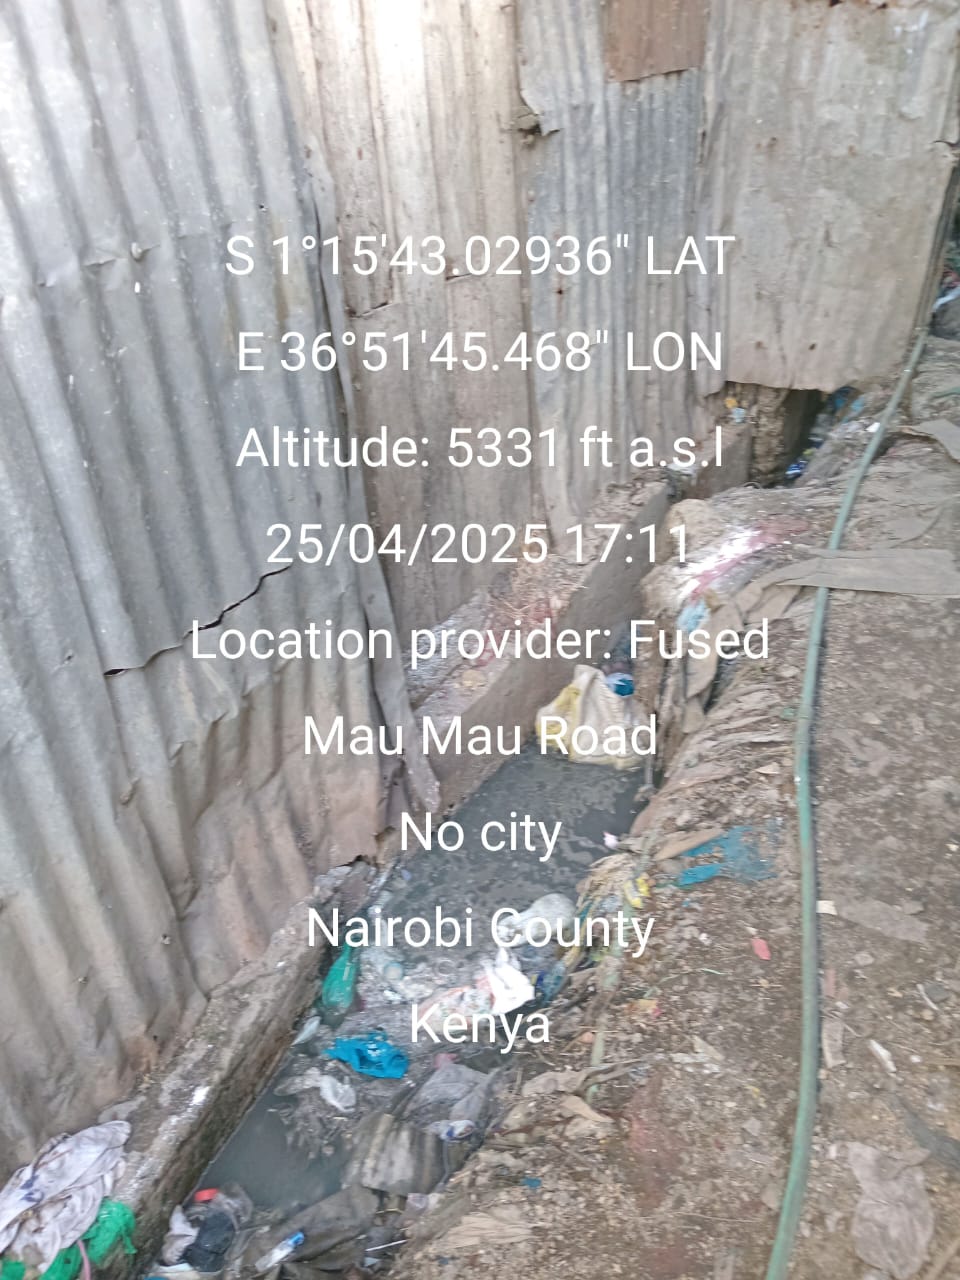 S 1°15'43.02936" LAT
E 36°51'45.468" LON
Altitude: 5331 ft a.s.l
25/04/2025 17:11
Location provider: Fused
Mau Mau Road
No city
Nairobi County
Kenya